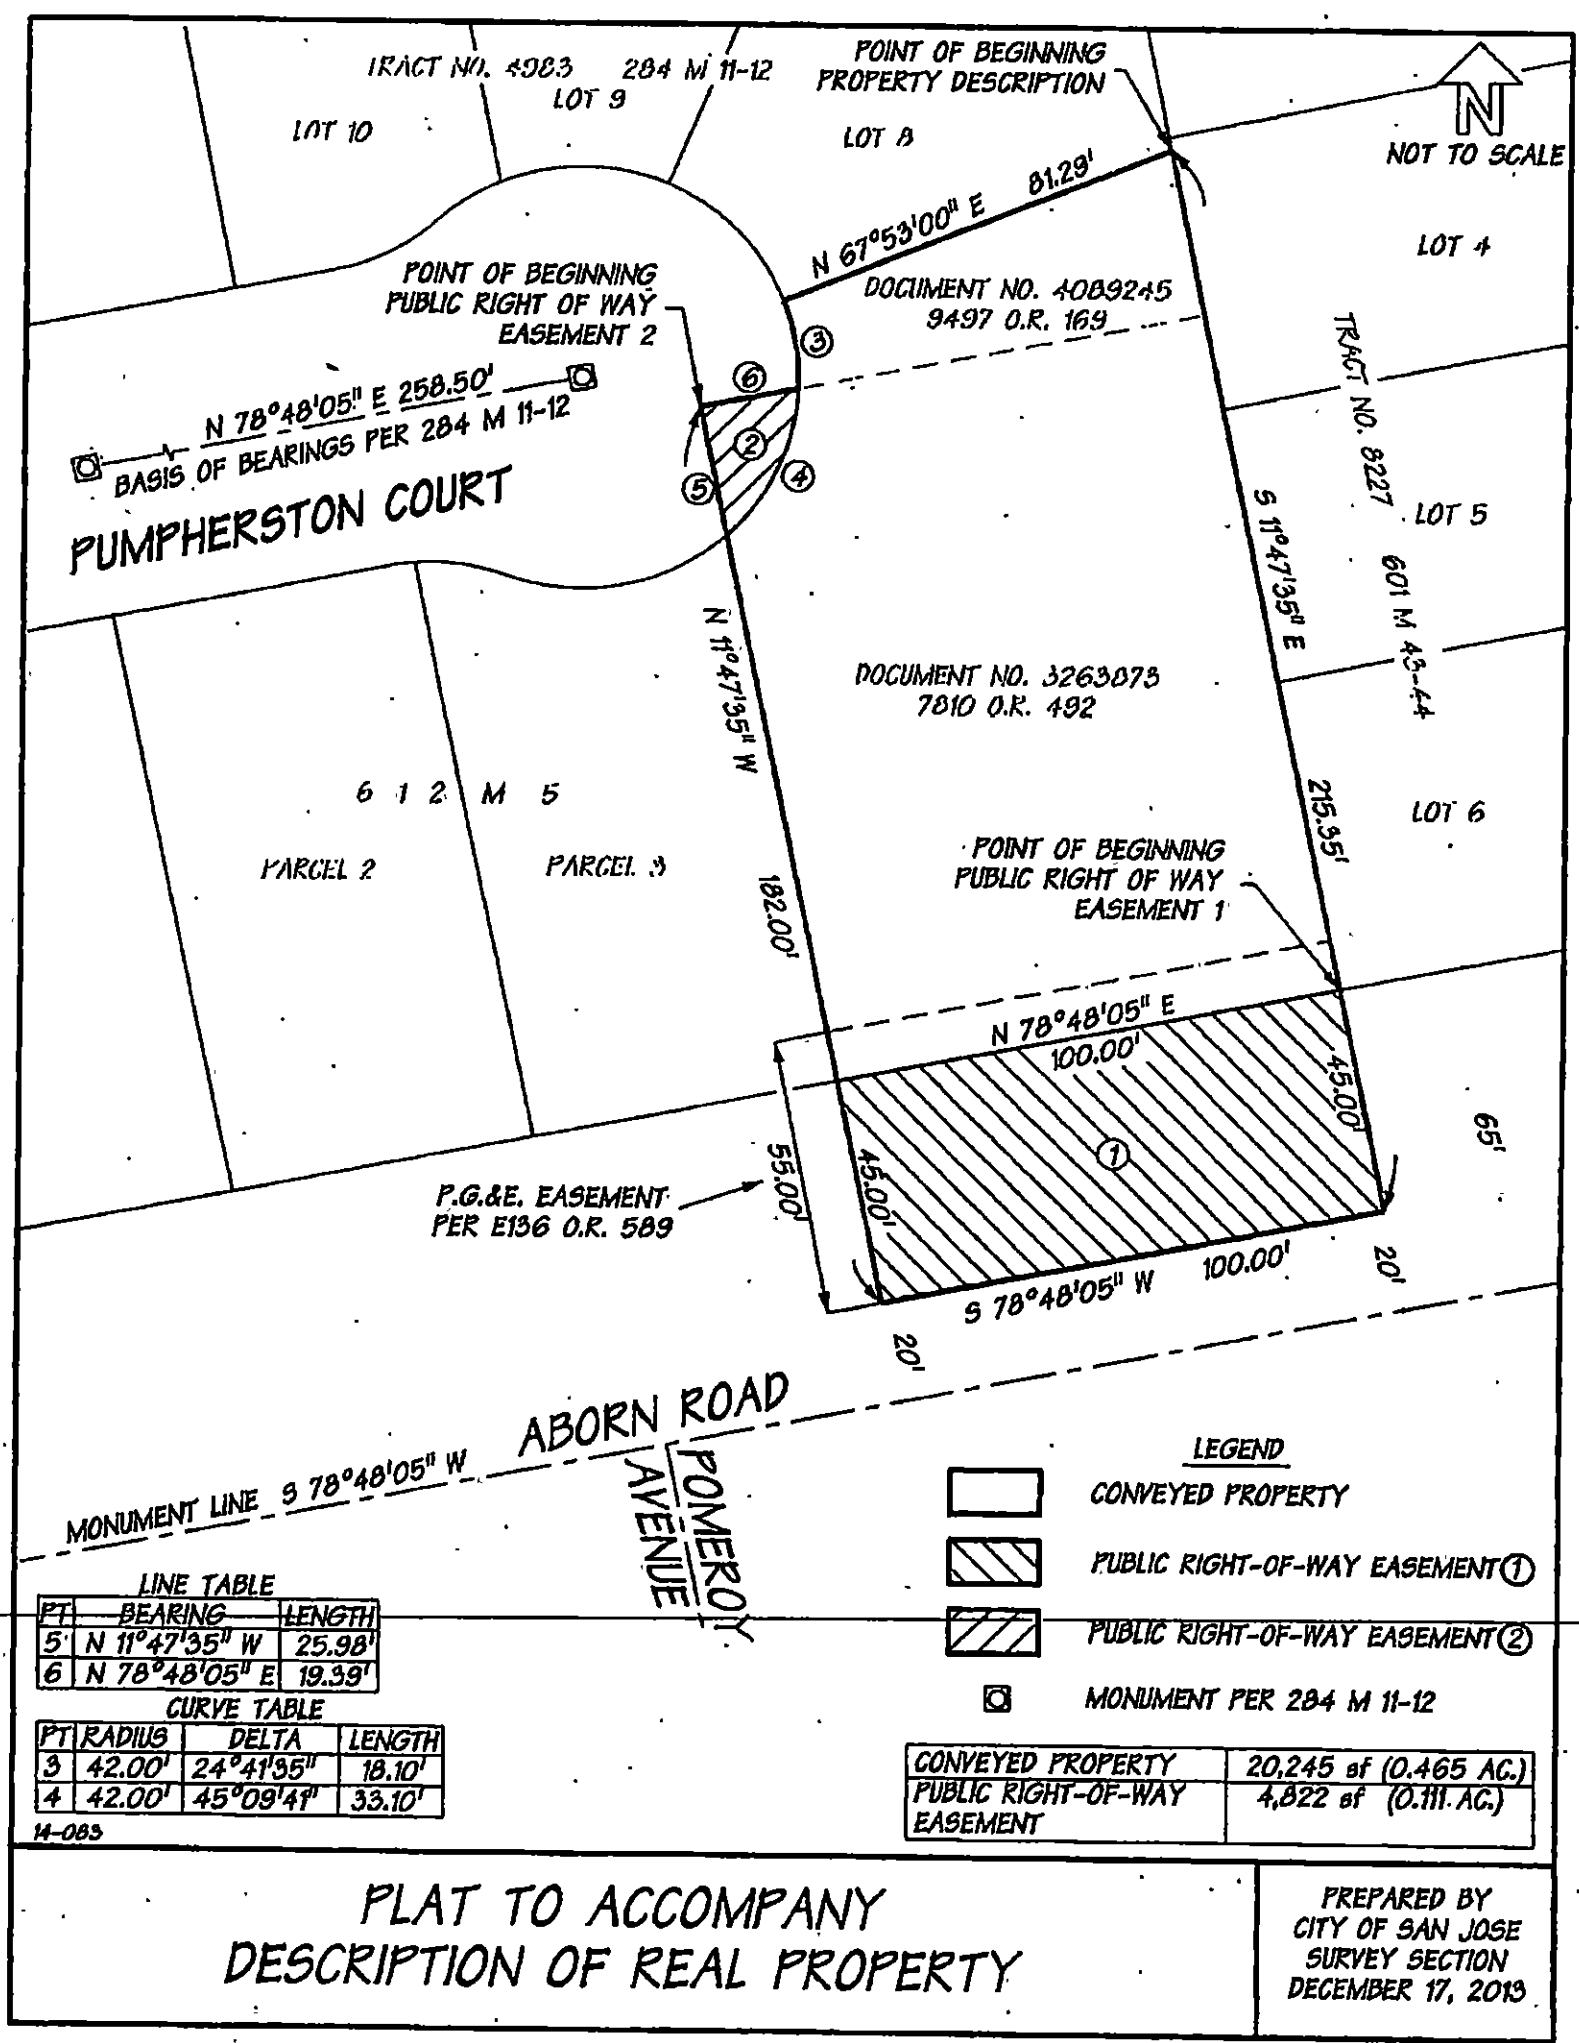 TRACT NO. 4983 284 M 11-12
LOT 9
LOT 10
LOT 8
POINT OF BEGINNING
PROPERTY DESCRIPTION
N
NOT TO SCALE
N 67°53'00" E 81.29'
LOT 4
POINT OF BEGINNING
PUBLIC RIGHT OF WAY
EASEMENT 2
DOCUMENT NO. 4089245
9497 O.R. 169
3
6
2
4
5
N 78°48'05" E 258.50'
BASIS OF BEARINGS PER 284 M 11-12
PUMPHERSTON COURT
TRACT NO. 8227 601 M 43-44
LOT 5
S 11°47'35" E 215.35'
N 11°47'35" W 182.00'
DOCUMENT NO. 3263073
7810 O.R. 492
6 1 2 M 5
PARCEL 2
PARCEL 3
LOT 6
POINT OF BEGINNING
PUBLIC RIGHT OF WAY
EASEMENT 1
N 78°48'05" E
100.00'
45.00'
1
65'
55.00'
45.00'
P.G.&E. EASEMENT
PER E136 O.R. 589
S 78°48'05" W 100.00'
20'
20'
ABORN ROAD
MONUMENT LINE S 78°48'05" W
POMEROY
AVENUE
LEGEND
CONVEYED PROPERTY
PUBLIC RIGHT-OF-WAY EASEMENT 1
PUBLIC RIGHT-OF-WAY EASEMENT 2
MONUMENT PER 284 M 11-12
LINE TABLE
PT BEARING LENGTH
5 N 11°47'35" W 25.98'
6 N 78°48'05" E 19.39'
CURVE TABLE
PT RADIUS DELTA LENGTH
3 42.00' 24°41'35" 18.10'
4 42.00' 45°09'41" 33.10'
14-083
CONVEYED PROPERTY 20,245 sf (0.465 AC.)
PUBLIC RIGHT-OF-WAY 4,822 sf (0.111 AC.)
EASEMENT
PLAT TO ACCOMPANY
DESCRIPTION OF REAL PROPERTY
PREPARED BY
CITY OF SAN JOSE
SURVEY SECTION
DECEMBER 17, 2013